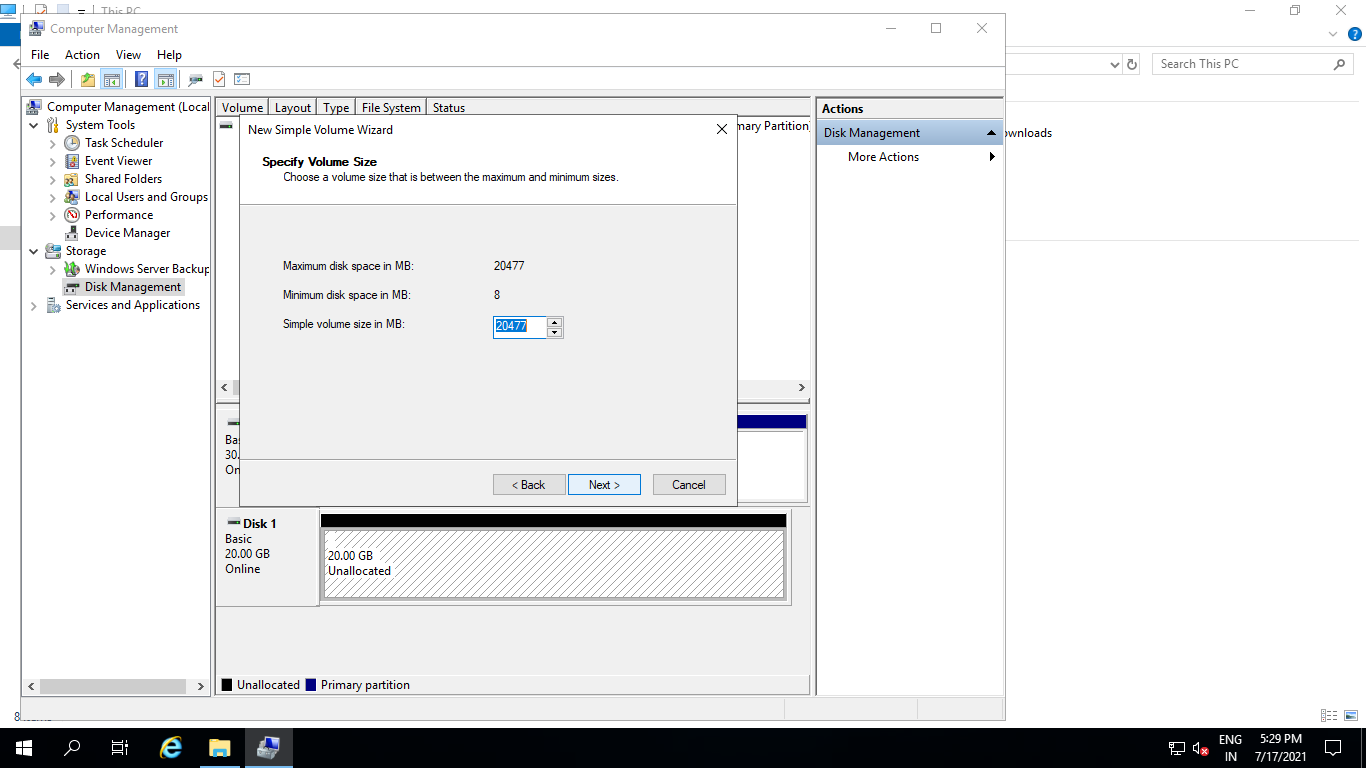 This PC
Computer Management
File Action View Help
Search This PC
Computer Management (Local
System Tools
Task Scheduler
Event Viewer
Shared Folders
Local Users and Groups
Performance
Device Manager
Storage
Windows Server Backup
Disk Management
Services and Applications
Volume Layout Type File System Status
mary Partition
New Simple Volume Wizard
Specify Volume Size
Choose a volume size that is between the maximum and minimum sizes.
Maximum disk space in MB: 20477
Minimum disk space in MB: 8
Simple volume size in MB: 20477
< Back Next > Cancel
Actions
Disk Management
More Actions
ownloads
Bas
30.
On
Disk 1
Basic
20.00 GB
Online
20.00 GB
Unallocated
Unallocated Primary partition
8
ENG
IN
5:29 PM
7/17/2021